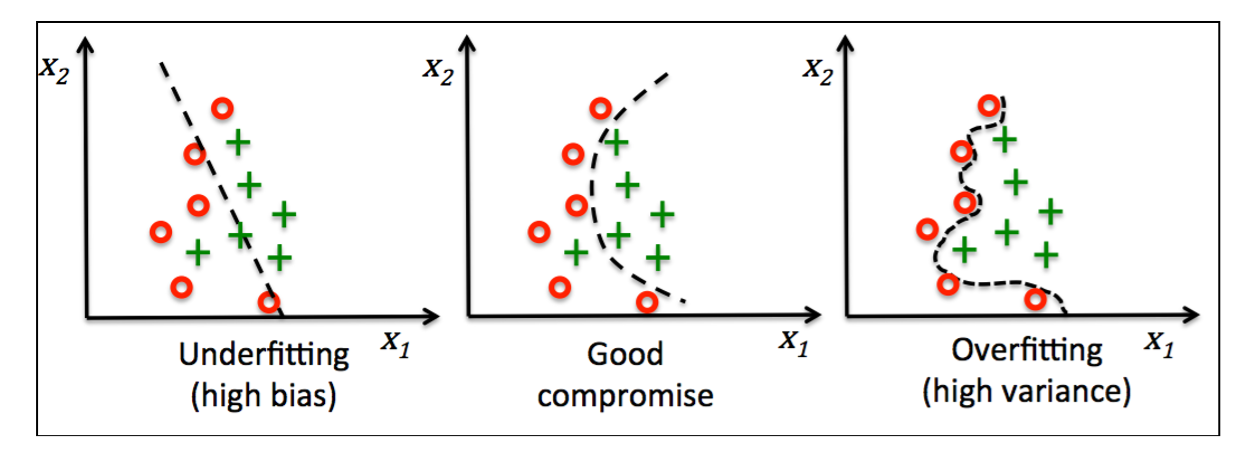 x2
x1
Underfitting
(high bias)
x2
x1
Good
compromise
x2
x1
Overfitting
(high variance)